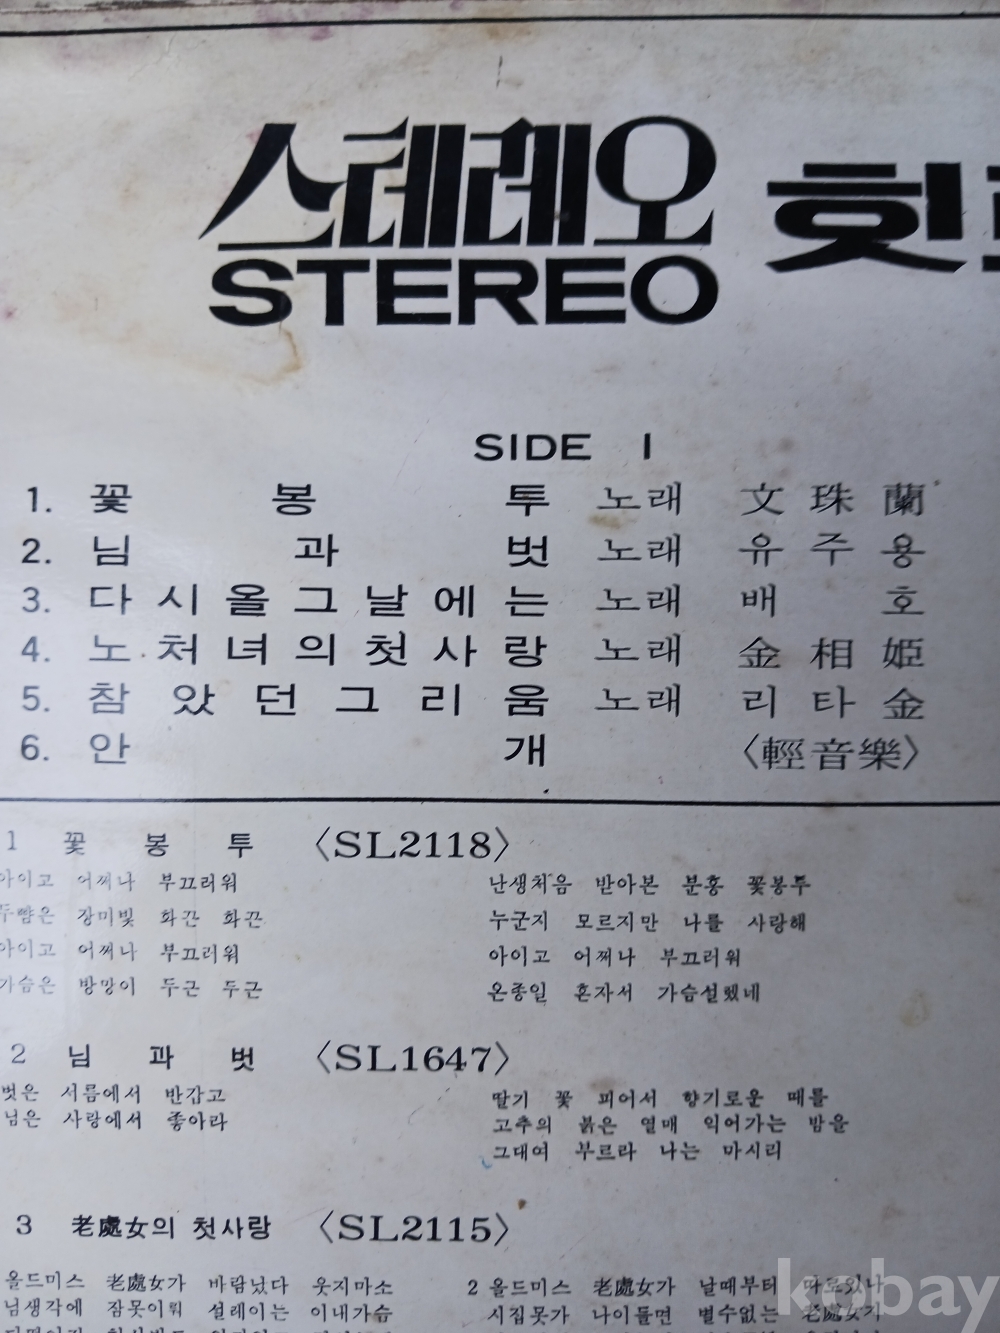 스테레오
STEREO
SIDE 1
1. 꽃봉투 노래 文珠蘭
2. 님과벗 노래 유주용
3. 다시올그날에는 노래 배호
4. 노처녀의첫사랑 노래 金相姬
5. 참았던그리움 노래 리타金
6. 안개 〈輕音樂〉
1 꽃봉투 〈SL2118〉
아이고 어쩌나 부끄러워
두뺨은 장미빛 화끈 화끈
아이고 어쩌나 부끄러워
가슴은 방망이 두근 두근
난생처음 받아본 분홍 꽃봉투
누군지 모르지만 나를 사랑해
아이고 어쩌나 부끄러워
온종일 혼자서 가슴설렜네
2 님과벗 〈SL1647〉
벗은 서름에서 반갑고
님은 사랑에서 좋아라
딸기 꽃 피어서 향기로운 때를
고추의 붉은 열매 익어가는 밤을
그대여 부르라 나는 마시리
3 老處女의 첫사랑 〈SL2115〉
올드미스 老處女가 바람났다 웃지마소
님생각에 잠못이뤄 설레이는 이내가슴
2 올드미스 老處女가 날때부터
시집못가 나이들면 별수없는 老處女지
kobay